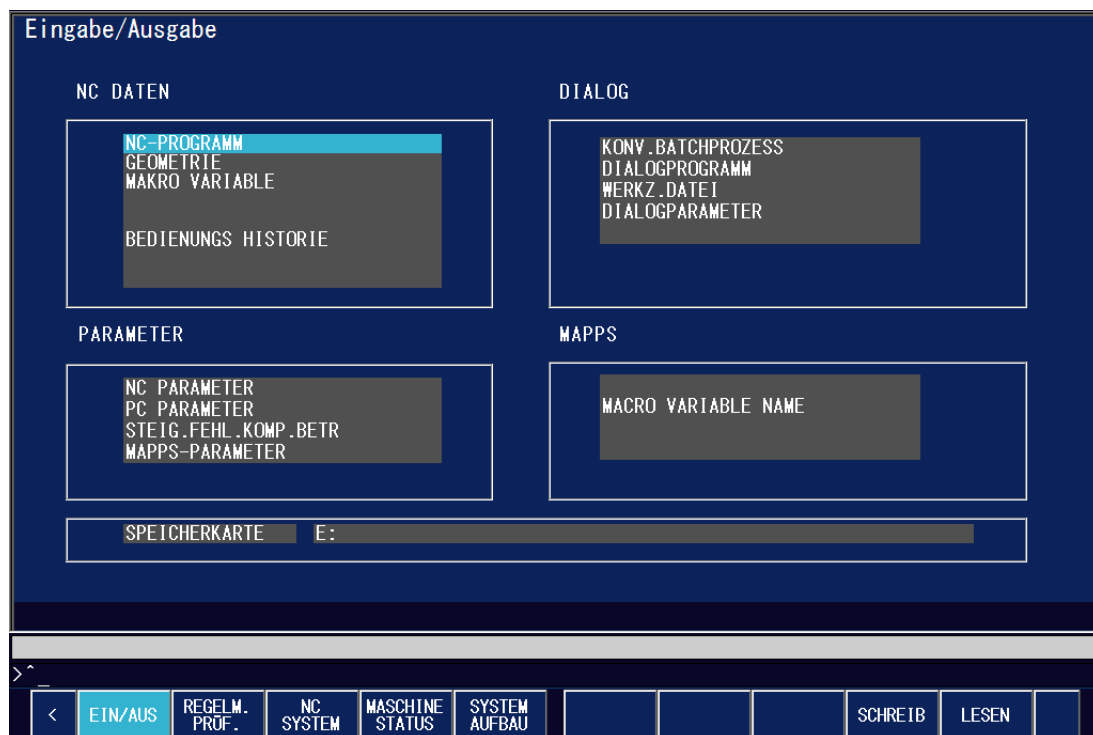 Eingabe/Ausgabe
NC DATEN
NC-PROGRAMM
GEOMETRIE
MAKRO VARIABLE
BEDIENUNGS HISTORIE
DIALOG
KONV.BATCHPROZESS
DIALOGPROGRAMM
WERKZ.DATEI
DIALOGPARAMETER
PARAMETER
NC PARAMETER
PC PARAMETER
STEIG.FEHL.KOMP.BETR
MAPPS-PARAMETER
MAPPS
MACRO VARIABLE NAME
SPEICHERKARTE E:
>^_
<
EIN/AUS
REGELM.
PRÜF.
NC
SYSTEM
MASCHINE
STATUS
SYSTEM
AUFBAU
SCHREIB
LESEN